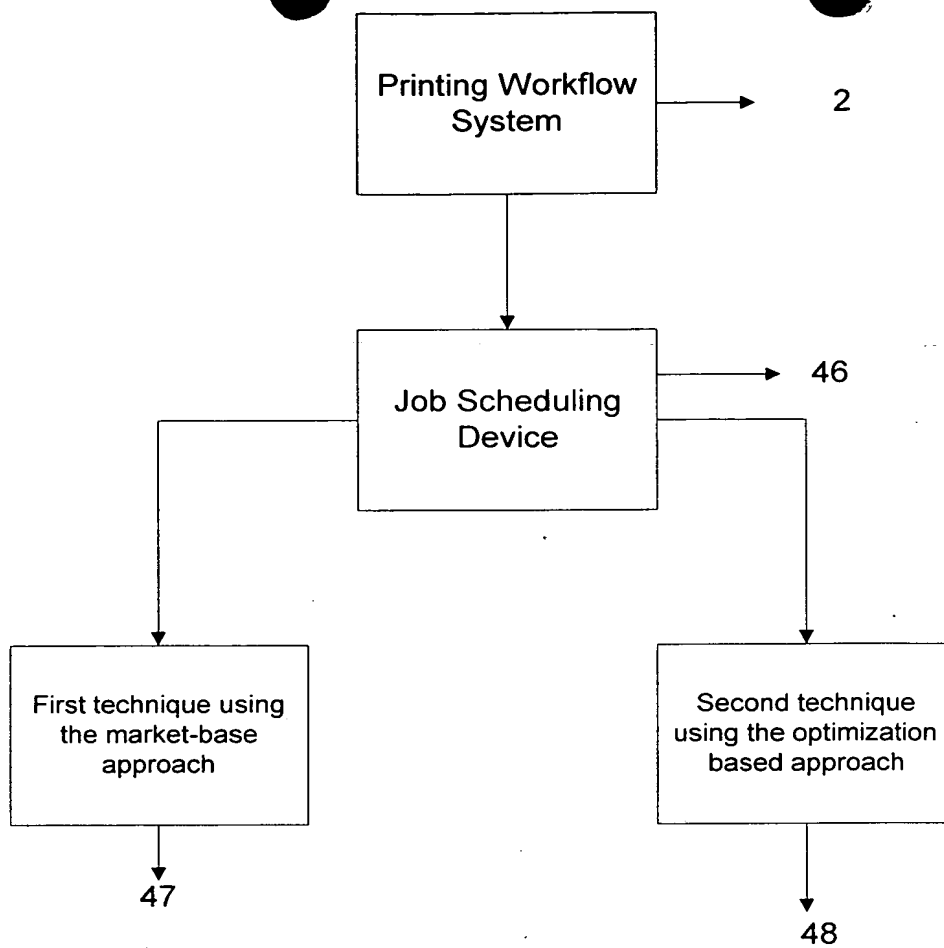 Printing Workflow
System
2
Job Scheduling
Device
46
First technique using
the market-base
approach
47
Second technique
using the optimization
based approach
48